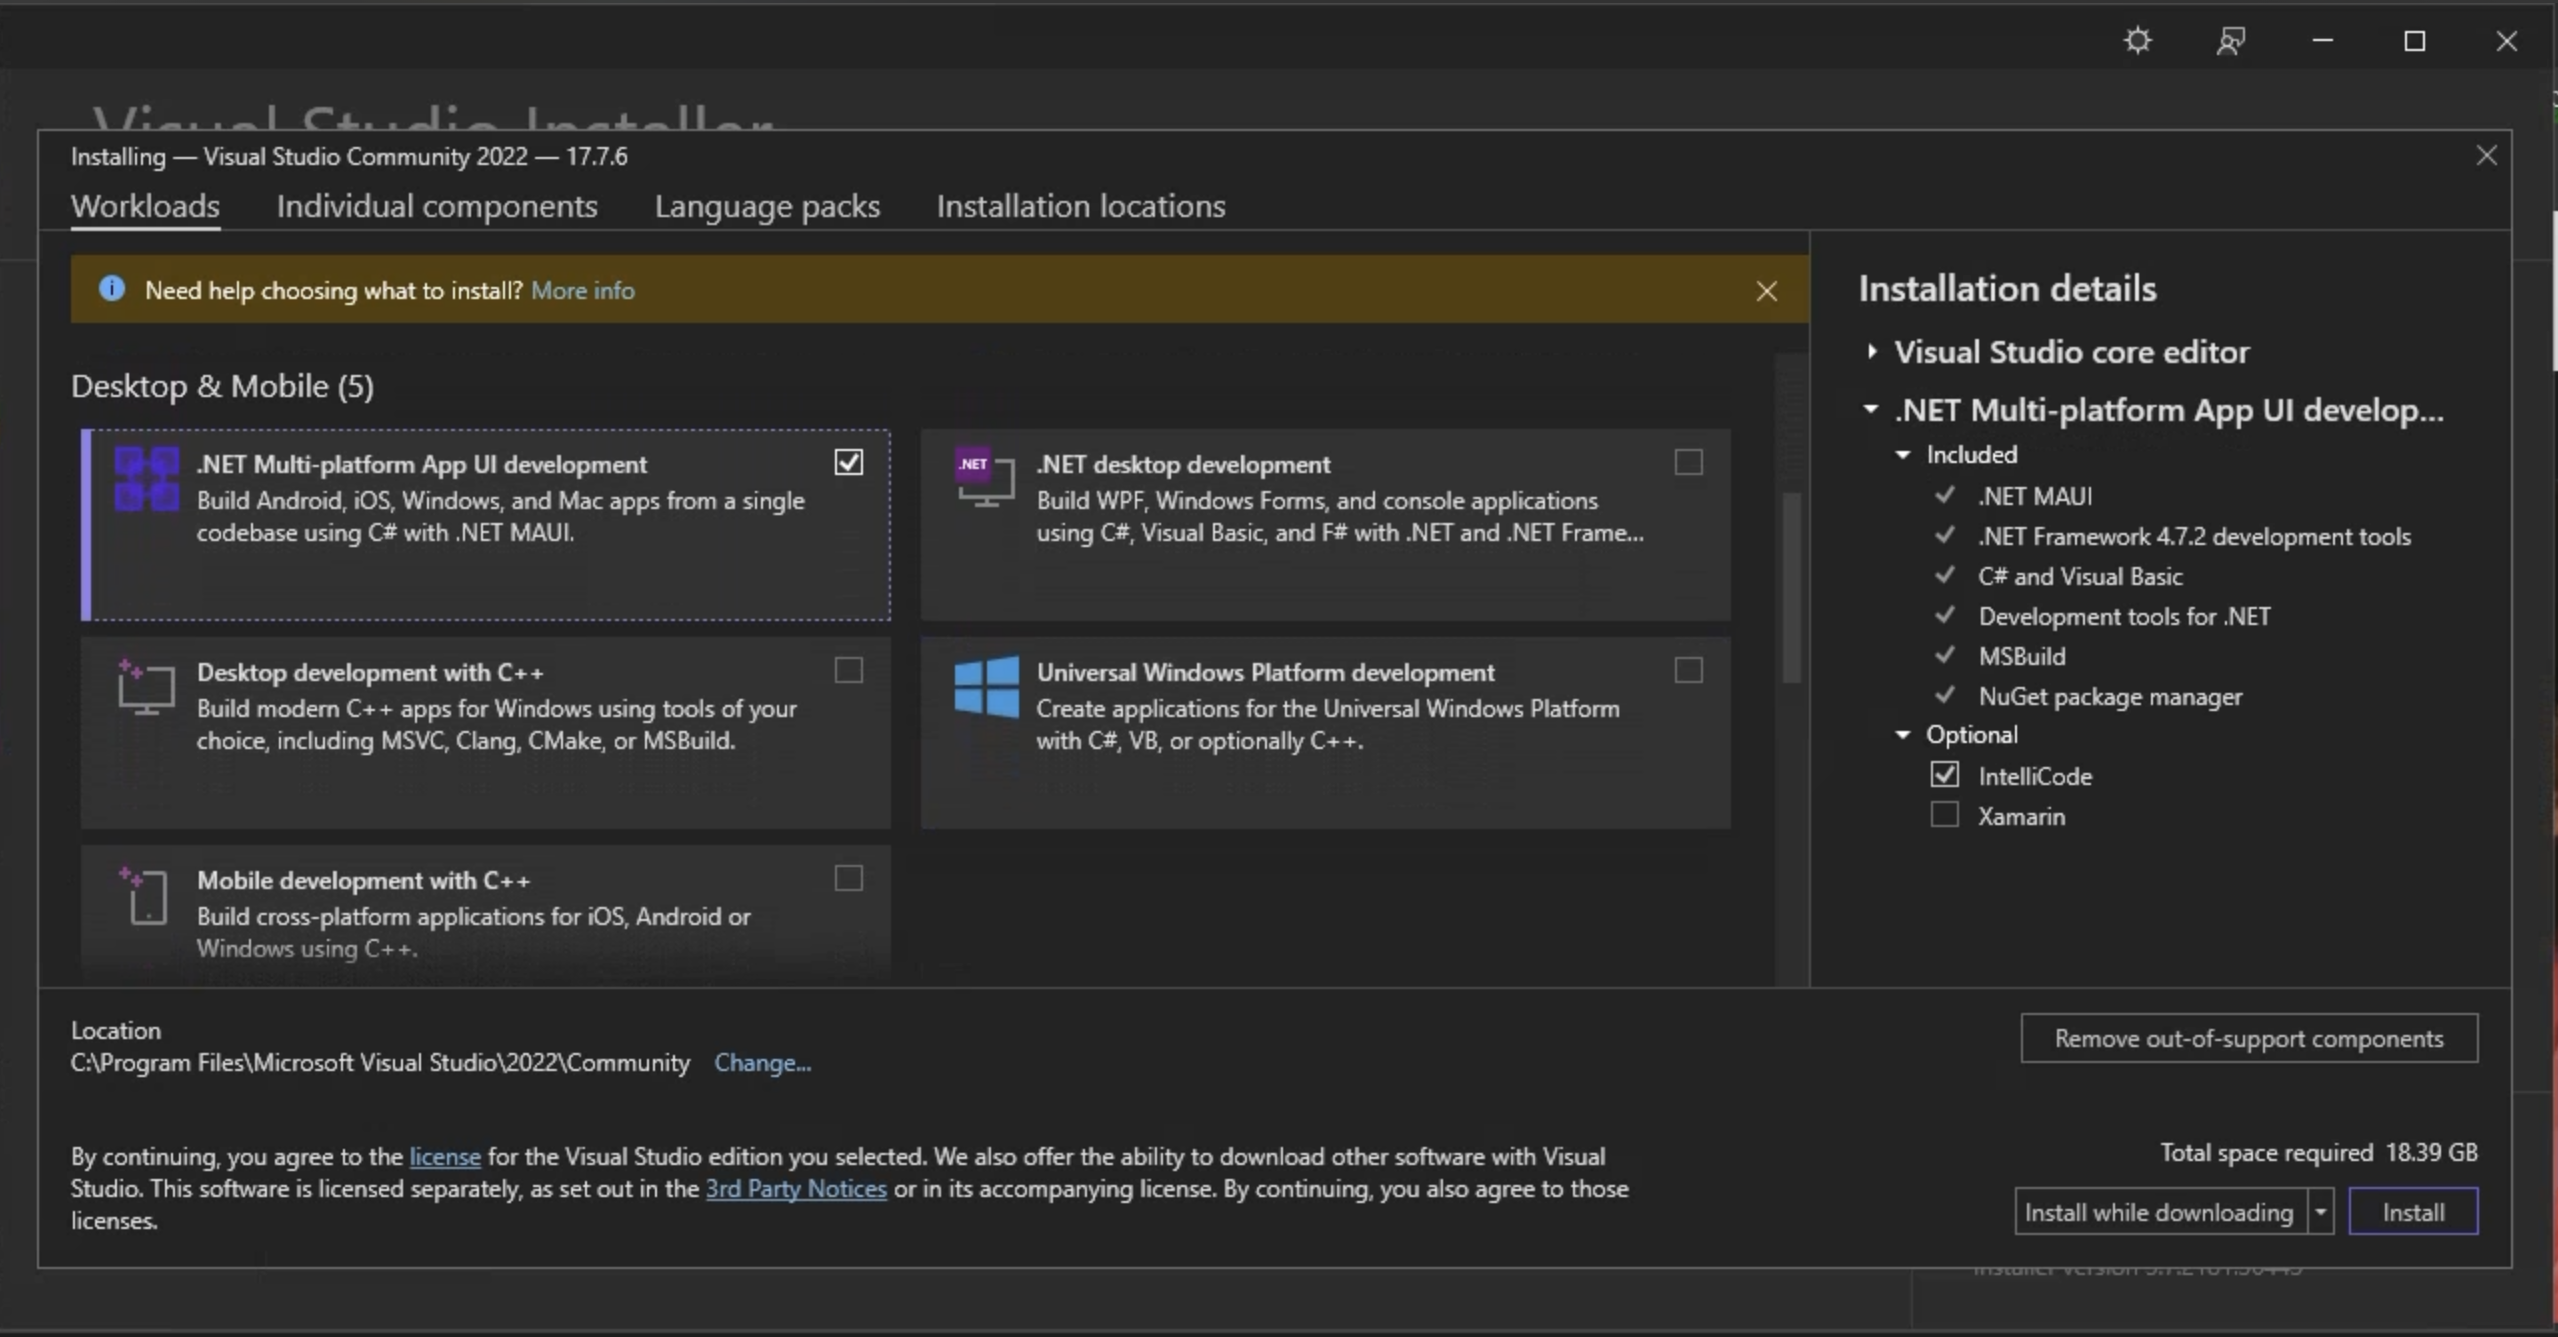 Visual Studio Installer
Installing — Visual Studio Community 2022 — 17.7.6
Workloads
Individual components
Language packs
Installation locations
Need help choosing what to install? More info
Desktop & Mobile (5)
.NET Multi-platform App UI development
Build Android, iOS, Windows, and Mac apps from a single
codebase using C# with .NET MAUI.
.NET
.NET desktop development
Build WPF, Windows Forms, and console applications
using C#, Visual Basic, and F# with .NET and .NET Frame...
Desktop development with C++
Build modern C++ apps for Windows using tools of your
choice, including MSVC, Clang, CMake, or MSBuild.
Universal Windows Platform development
Create applications for the Universal Windows Platform
with C#, VB, or optionally C++.
Mobile development with C++
Build cross-platform applications for iOS, Android or
Windows using C++.
Installation details
Visual Studio core editor
.NET Multi-platform App UI develop...
Included
.NET MAUI
.NET Framework 4.7.2 development tools
C# and Visual Basic
Development tools for .NET
MSBuild
NuGet package manager
Optional
IntelliCode
Xamarin
Location
C:\Program Files\Microsoft Visual Studio\2022\Community Change...
Remove out-of-support components
By continuing, you agree to the license for the Visual Studio edition you selected. We also offer the ability to download other software with Visual
Studio. This software is licensed separately, as set out in the 3rd Party Notices or in its accompanying license. By continuing, you also agree to those
licenses.
Total space required 18.39 GB
Install while downloading
Install